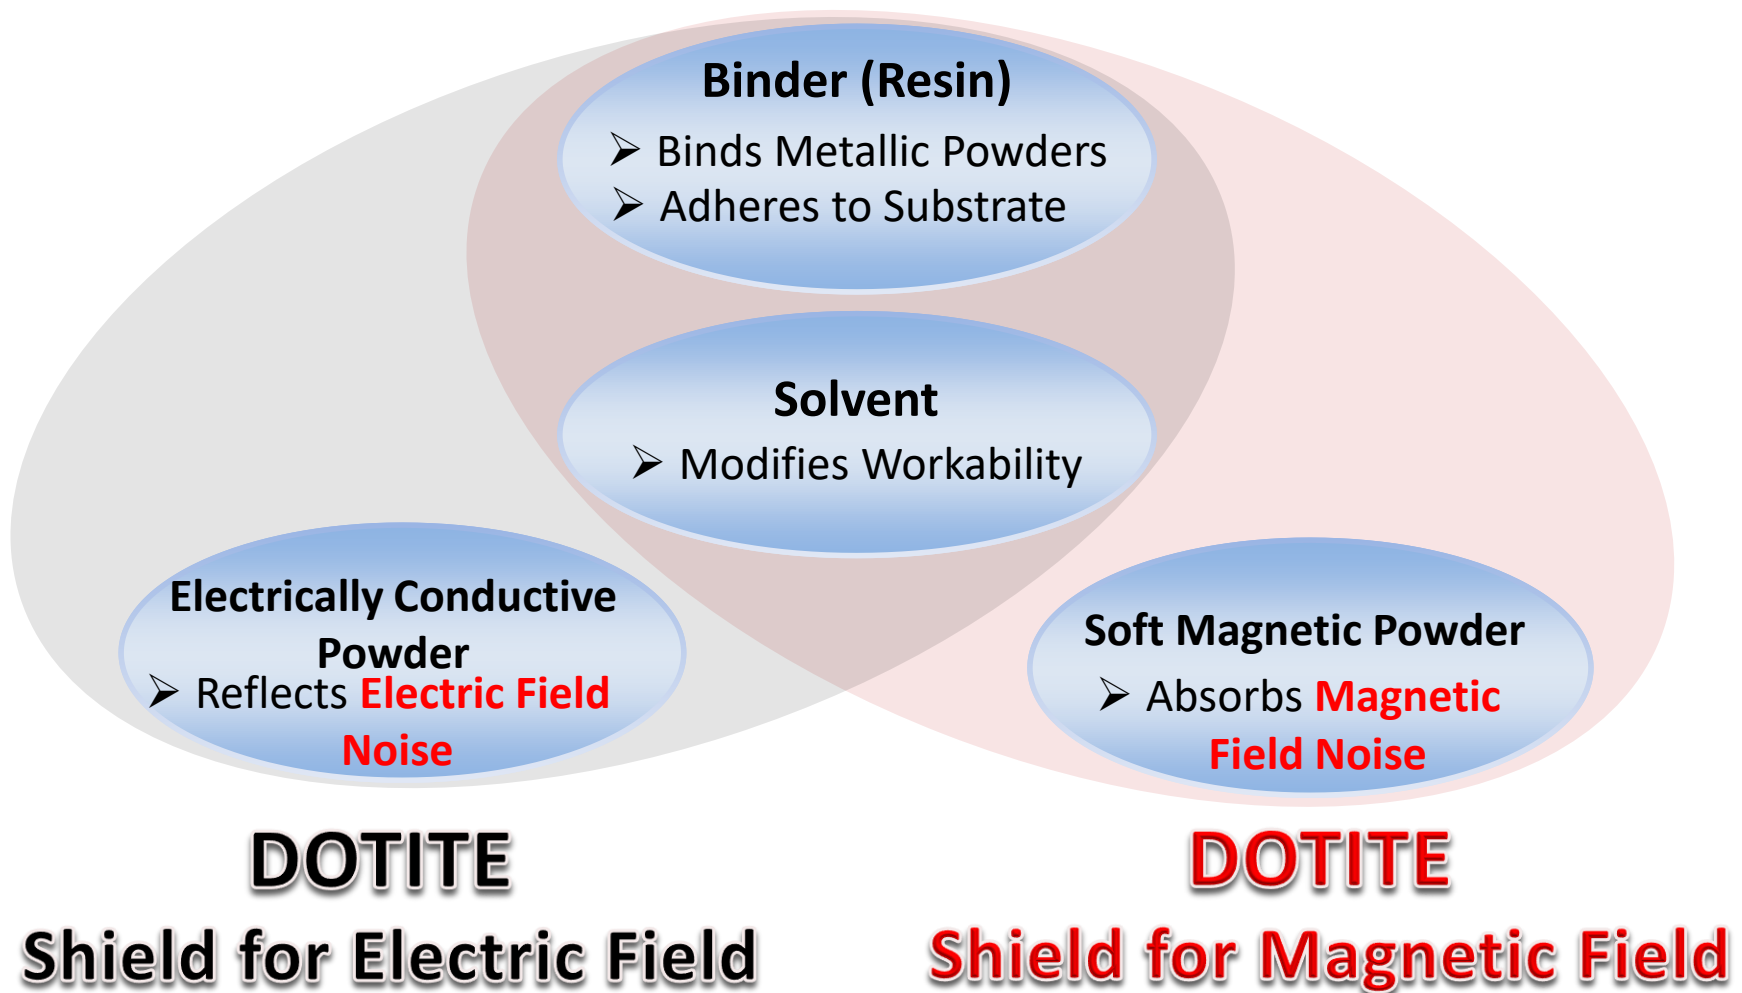 Binder (Resin)
➢ Binds Metallic Powders
➢ Adheres to Substrate
Solvent
➢ Modifies Workability
Electrically Conductive
Powder
➢ Reflects Electric Field
Noise
Soft Magnetic Powder
➢ Absorbs Magnetic
Field Noise
DOTITE
Shield for Electric Field
DOTITE
Shield for Magnetic Field